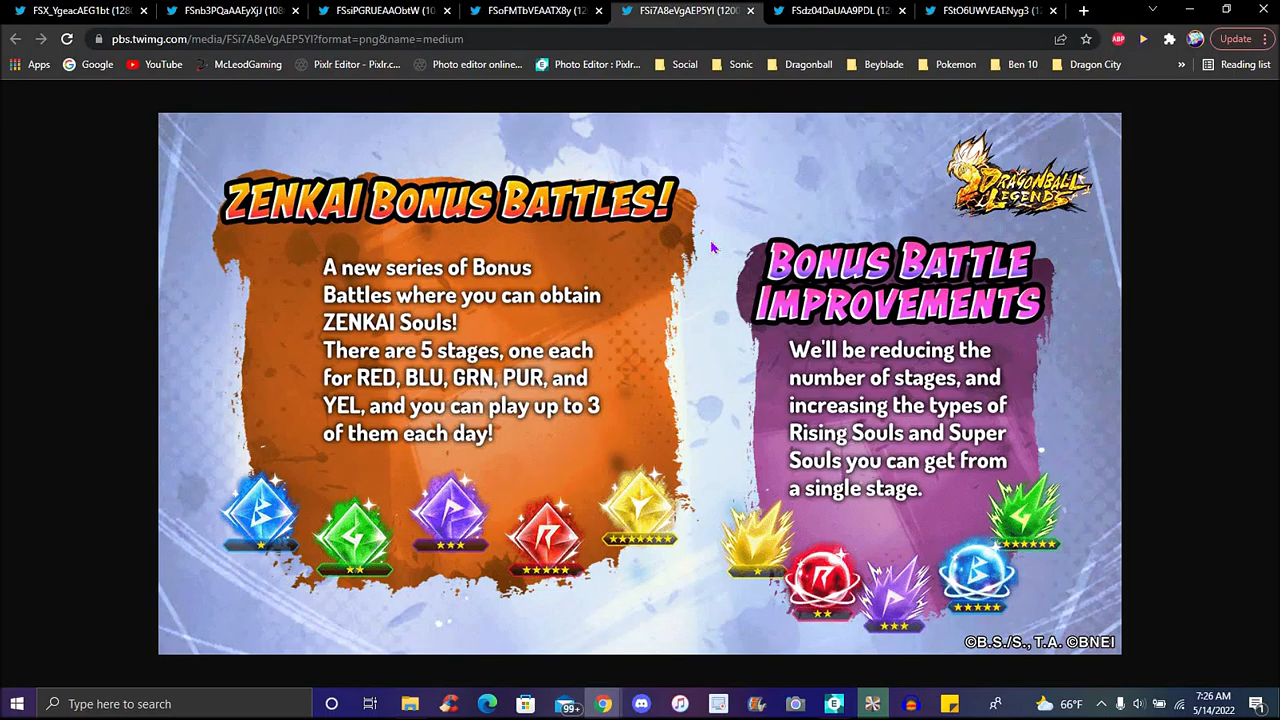 FSX_YgeacAEG1bt (128
FSnb3PQaAAEyXjJ (108
FSsiPGRUEAAObtW (10
FSoFMTbVEAATX8y (12
FSi7A8eVgAEP5YI (1200
FSdz04DaUAA9PDL (120
FStO6UWVEAENyg3 (12
pbs.twimg.com/media/FSi7A8eVgAEP5YI?format=png&name=medium
ABP
Update
Apps
Google
YouTube
McLeodGaming
Pixlr Editor - Pixlr.c...
Photo editor online...
Photo Editor : Pixlr...
Social
Sonic
Dragonball
Beyblade
Pokemon
Ben 10
Dragon City
»
Reading list
DRAGONBALL
LEGENDS
ZENKAI BONUS BATTLES!
A new series of Bonus
Battles where you can obtain
ZENKAI Souls!
There are 5 stages, one each
for RED, BLU, GRN, PUR, and
YEL, and you can play up to 3
of them each day!
B
G
P
R
Y
BONUS BATTLE
IMPROVEMENTS
We'll be reducing the
number of stages, and
increasing the types of
Rising Souls and Super
Souls you can get from
a single stage.
R
P
B
G
©B.S./S., T.A. ©BNEI
Type here to search
99+
66°F
7:26 AM
5/14/2022